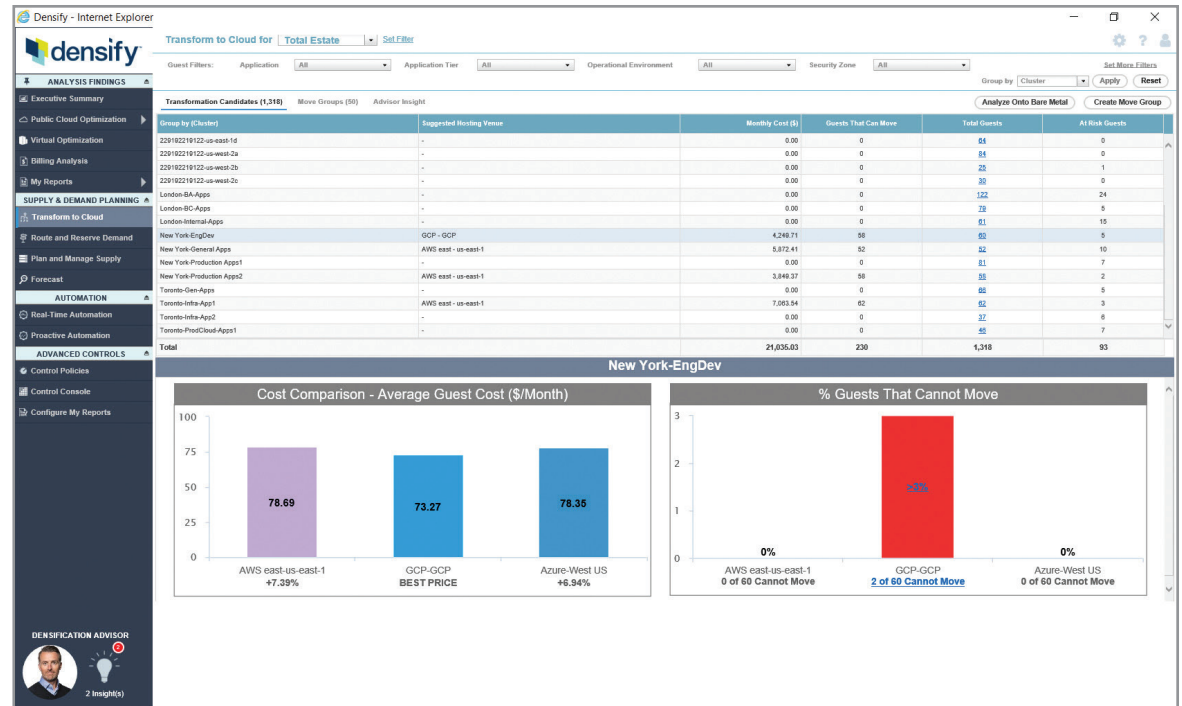 Densify - Internet Explorer
densify
Transform to Cloud for Total Estate Set Filter
Guest Filters: Application All Application Tier All Operational Environment All Security Zone All Set More Filters
Group by Cluster Apply Reset
ANALYSIS FINDINGS
Executive Summary
Public Cloud Optimization
Virtual Optimization
Billing Analysis
My Reports
SUPPLY & DEMAND PLANNING
Transform to Cloud
Route and Reserve Demand
Plan and Manage Supply
Forecast
AUTOMATION
Real-Time Automation
Proactive Automation
ADVANCED CONTROLS
Control Policies
Control Console
Configure My Reports
Transformation Candidates (1,318) Move Groups (50) Advisor Insight Analyze Onto Bare Metal Create Move Group
Group by (Cluster) Suggested Hosting Venue Monthly Cost ($) Guests That Can Move Total Guests At Risk Guests
229192219122-us-east-1d - 0.00 0 64 0
229192219122-us-west-2a - 0.00 0 84 0
229192219122-us-west-2b - 0.00 0 25 1
229192219122-us-west-2c - 0.00 0 30 0
London-BA-Apps - 0.00 0 122 24
London-BC-Apps - 0.00 0 78 5
London-Internal-Apps - 0.00 0 61 15
New York-EngDev GCP - GCP 4,249.71 58 60 5
New York-General Apps AWS east - us-east-1 5,872.41 52 52 10
New York-Production Apps1 - 0.00 0 81 7
New York-Production Apps2 AWS east - us-east-1 3,849.37 58 58 2
Toronto-Gen-Apps - 0.00 0 66 5
Toronto-Infra-App1 AWS east - us-east-1 7,063.54 62 62 3
Toronto-Infra-App2 - 0.00 0 37 6
Toronto-ProdCloud-Apps1 - 0.00 0 7
Total 21,035.03 230 1,318 93
New York-EngDev
Cost Comparison - Average Guest Cost ($/Month)
100
75
50
25
0
78.69 73.27 78.35
AWS east-us-east-1 GCP-GCP Azure-West US
+7.39% BEST PRICE +6.94%
% Guests That Cannot Move
3
2
1
0
>3%
0% 0%
AWS east-us-east-1 GCP-GCP Azure-West US
0 of 60 Cannot Move 2 of 60 Cannot Move 0 of 60 Cannot Move
DENSIFICATION ADVISOR
2
2 Insight(s)